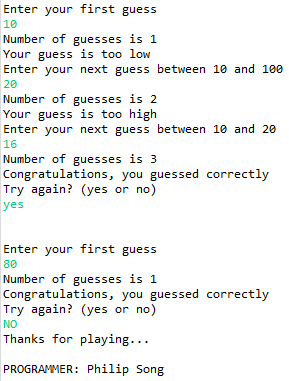 Enter your first guess
10
Number of guesses is 1
Your guess is too low
Enter your next guess between 10 and 100
20
Number of guesses is 2
Your guess is too high
Enter your next guess between 10 and 20
16
Number of guesses is 3
Congratulations, you guessed correctly
Try again? (yes or no)
yes
Enter your first guess
80
Number of guesses is 1
Congratulations, you guessed correctly
Try again? (yes or no)
NO
Thanks for playing...
PROGRAMMER: Philip Song